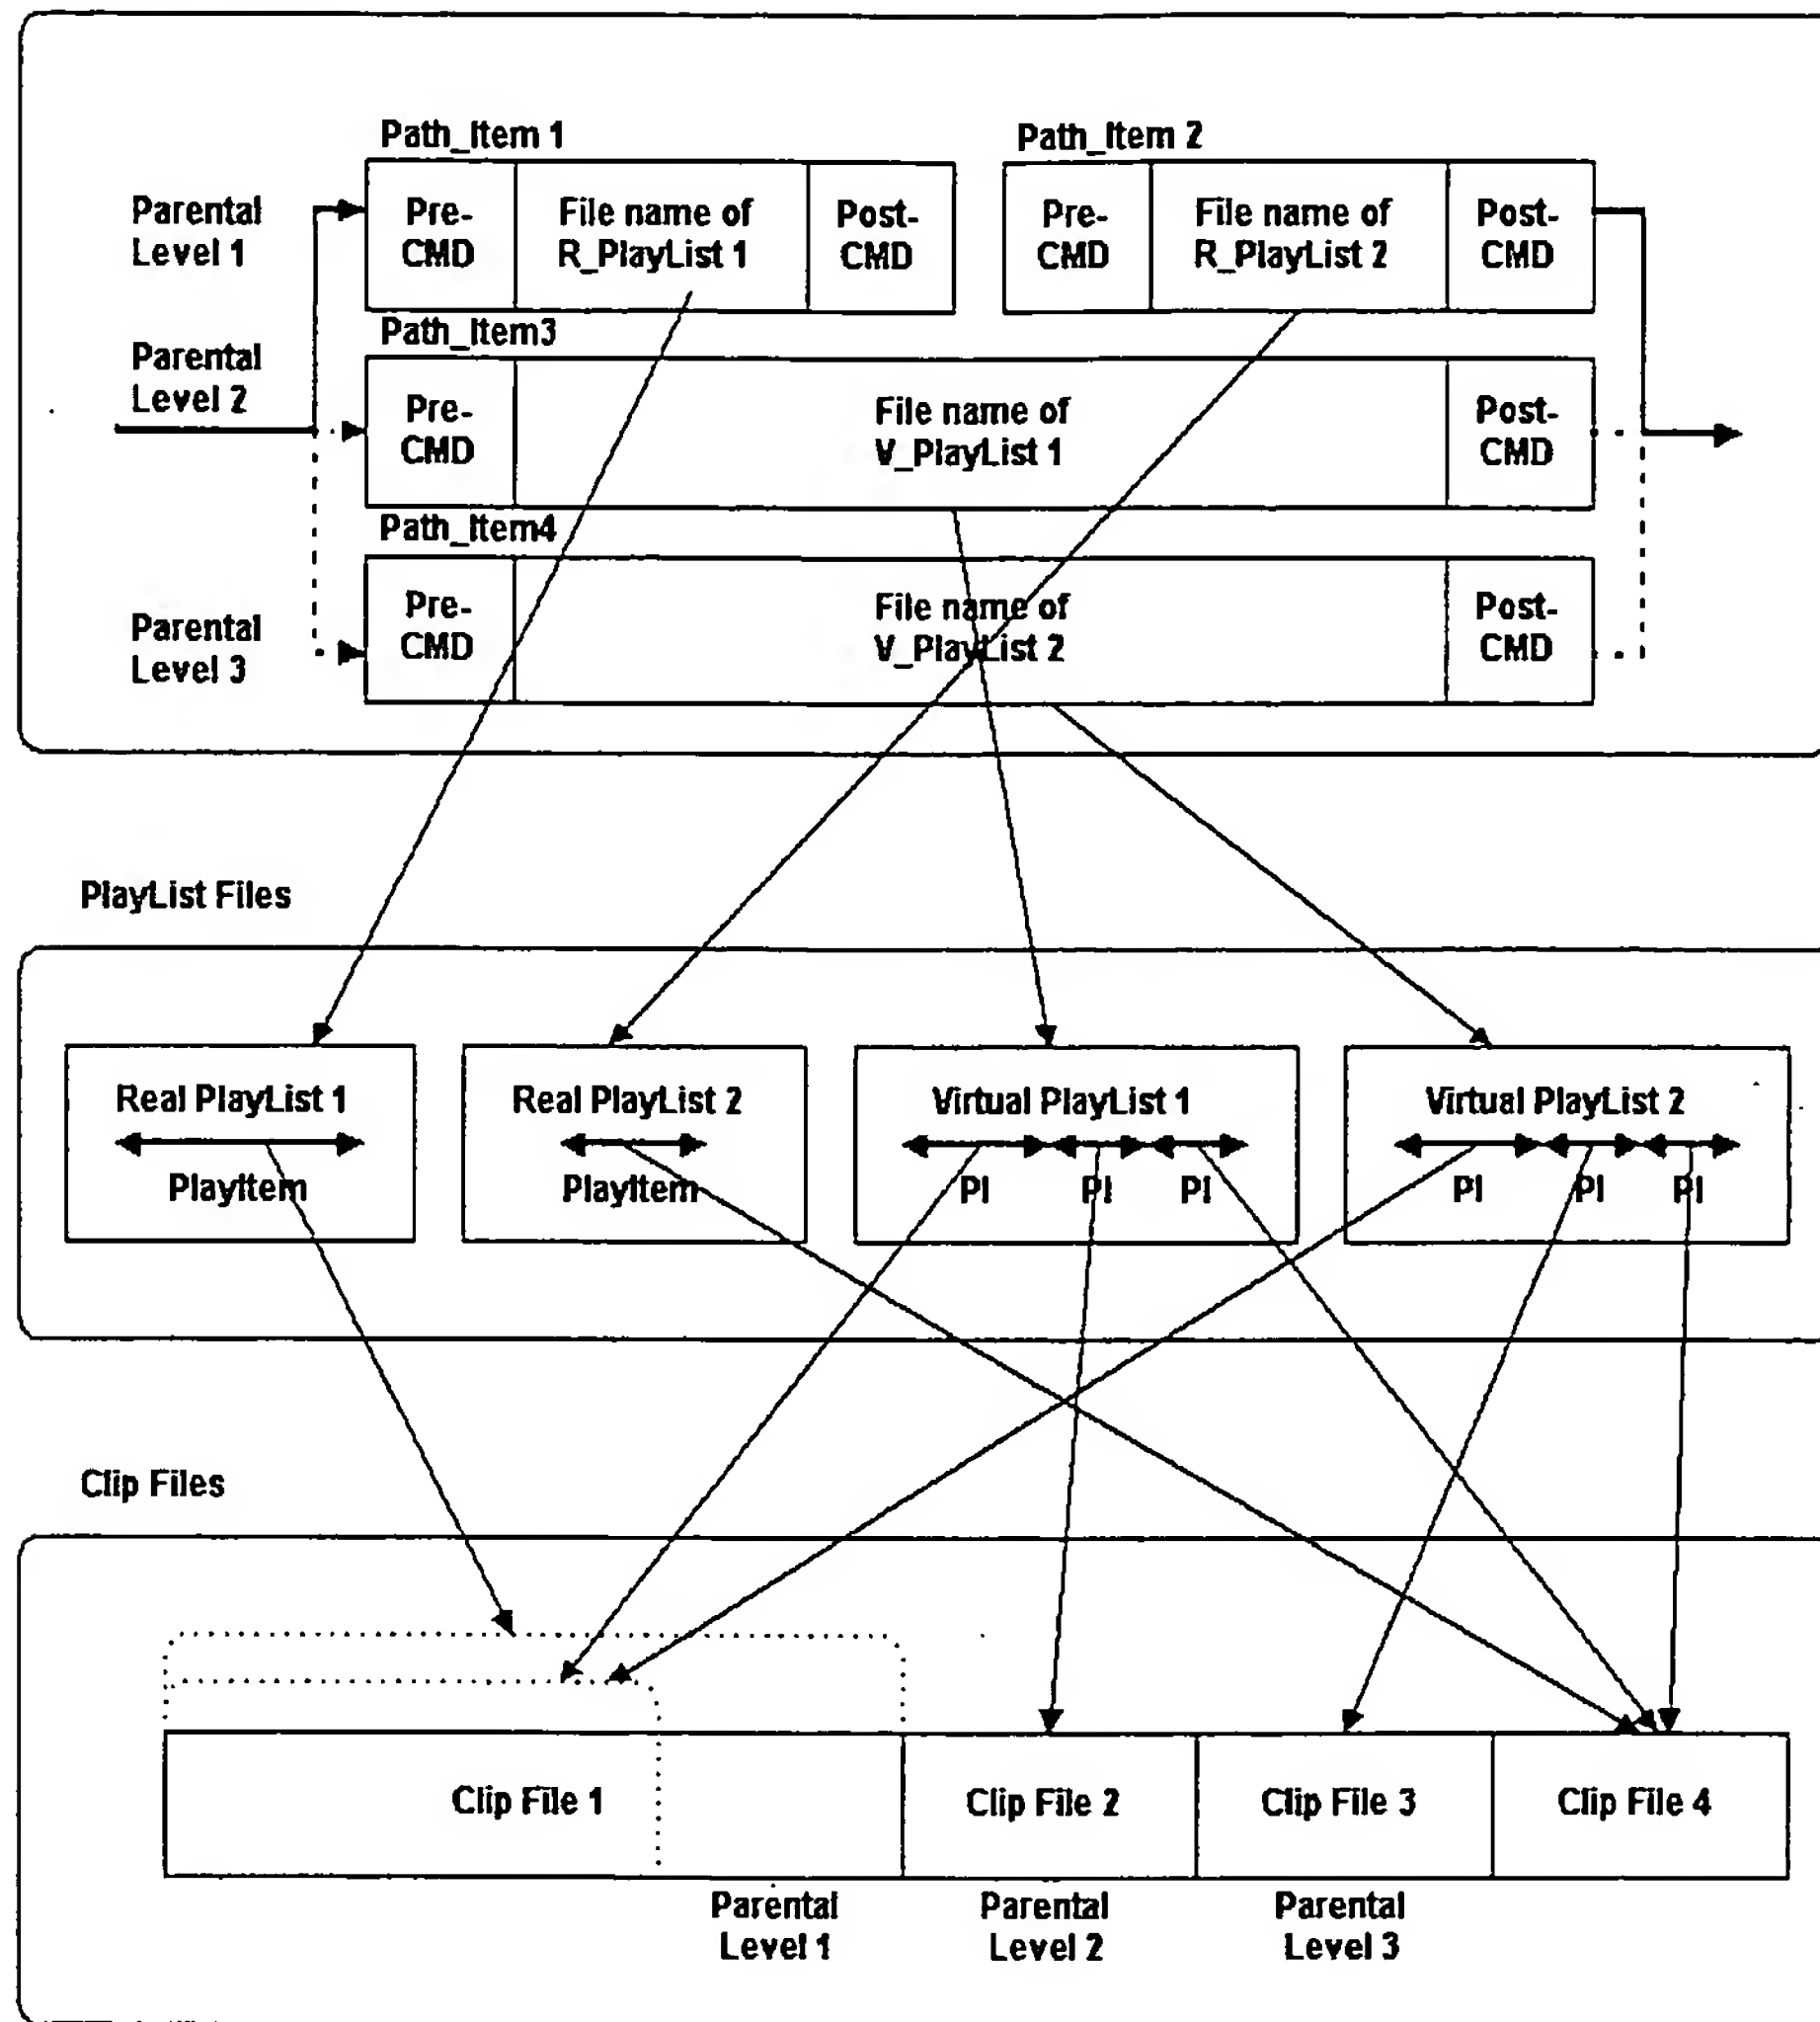 Path_Item 1
Path_Item 2
Parental
Level 1
Pre-
CMD
File name of
R_PlayList 1
Post-
CMD
Pre-
CMD
File name of
R_PlayList 2
Post-
CMD
Path_Item3
Parental
Level 2
Pre-
CMD
File name of
V_PlayList 1
Post-
CMD
Path_Item4
Parental
Level 3
Pre-
CMD
File name of
V_PlayList 2
Post-
CMD
PlayList Files
Real PlayList 1
PlayItem
Real PlayList 2
PlayItem
Virtual PlayList 1
PI PI PI
Virtual PlayList 2
PI PI PI
Clip Files
Clip File 1
Clip File 2
Clip File 3
Clip File 4
Parental
Level 1
Parental
Level 2
Parental
Level 3